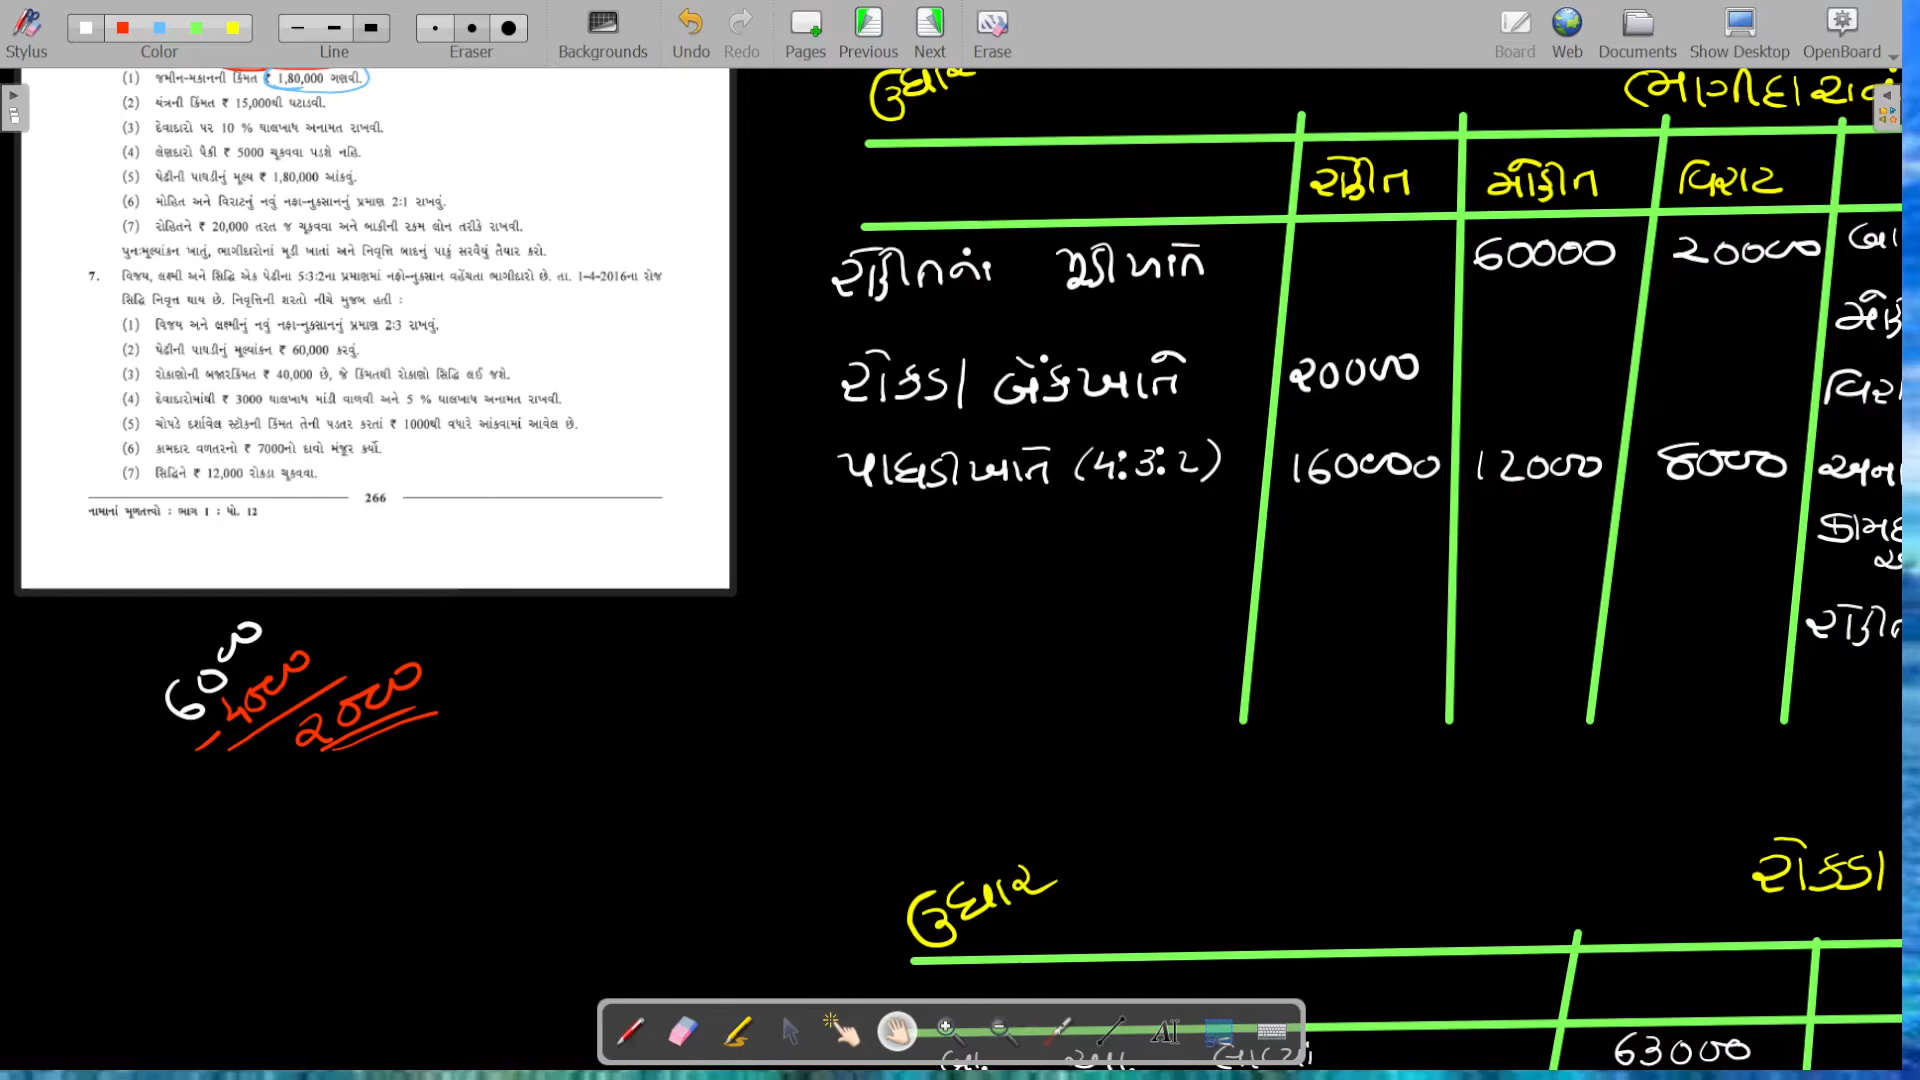 Stylus Color Line Eraser Backgrounds Undo Redo Pages Previous Next Erase Board Web Documents Show Desktop OpenBoard
(1) જમીન-મકાનની કિંમત ₹ 1,80,000 ગણવી.
(2) યંત્રની કિંમત ₹ 15,000થી ઘટાડવી.
(3) દેવાદારો પર 10 % ઘાલખાધ અનામત રાખવી.
(4) લેણદારો પૈકી ₹ 5000 ચૂકવવા પડશે નહિ.
(5) પેઢીની પાઘડીનું મૂલ્ય ₹ 1,80,000 આંકવું.
(6) મોહિત અને વિરાટનું નવું નફા-નુકસાનનું પ્રમાણ 2:1 રાખવું.
(7) રોહિતને ₹ 20,000 તરત જ ચૂકવવા અને બાકીની રકમ લોન તરીકે રાખવી.
પુનઃમૂલ્યાંકન ખાતું, ભાગીદારોનાં મૂડી ખાતાં અને નિવૃત્તિ બાદનું પાકું સરવૈયું તૈયાર કરો.
7. વિજય, લક્ષ્મી અને સિદ્ધિ એક પેઢીના 5:3:2ના પ્રમાણમાં નફો-નુકસાન વહેંચતા ભાગીદારો છે. તા. 1-4-2016ના રોજ
સિદ્ધિ નિવૃત્ત થાય છે. નિવૃત્તિની શરતો નીચે મુજબ હતી :
(1) વિજય અને લક્ષ્મીનું નવું નફા-નુકસાનનું પ્રમાણ 2:3 રાખવું.
(2) પેઢીની પાઘડીનું મૂલ્યાંકન ₹ 60,000 કરવું.
(3) રોકાણોની બજારકિંમત ₹ 40,000 છે, જે કિંમતથી રોકાણો સિદ્ધિ લઈ જશે.
(4) દેવાદારોમાંથી ₹ 3000 ઘાલખાધ માંડી વાળવી અને 5 % ઘાલખાધ અનામત રાખવી.
(5) ચોપડે દર્શાવેલ સ્ટૉકની કિંમત તેની પડતર કરતાં ₹ 1000થી વધારે આંકવામાં આવેલ છે.
(6) કામદાર વળતરનો ₹ 7000નો દાવો મંજૂર કર્યો.
(7) સિદ્ધિને ₹ 12,000 રોકડા ચૂકવવા.
266
નામાનાં મૂળતત્ત્વો : ભાગ I : ધો. 12
6000
- 4000
2000
ઉધાર ભાગીદારોનું
રોહીત મોહીત વિરાટ
રોહીતનાં મૂડી ખાતે 60000 20000 બા
મોહિ
રોકડા બેંકખાતે 20000 વિરા
પાઘડી ખાતે (4:3:2) 160000 12000 8000 અના
કામદા
રોહીત
ઉધાર રોકડા
બા. લાવ્યાં 63000